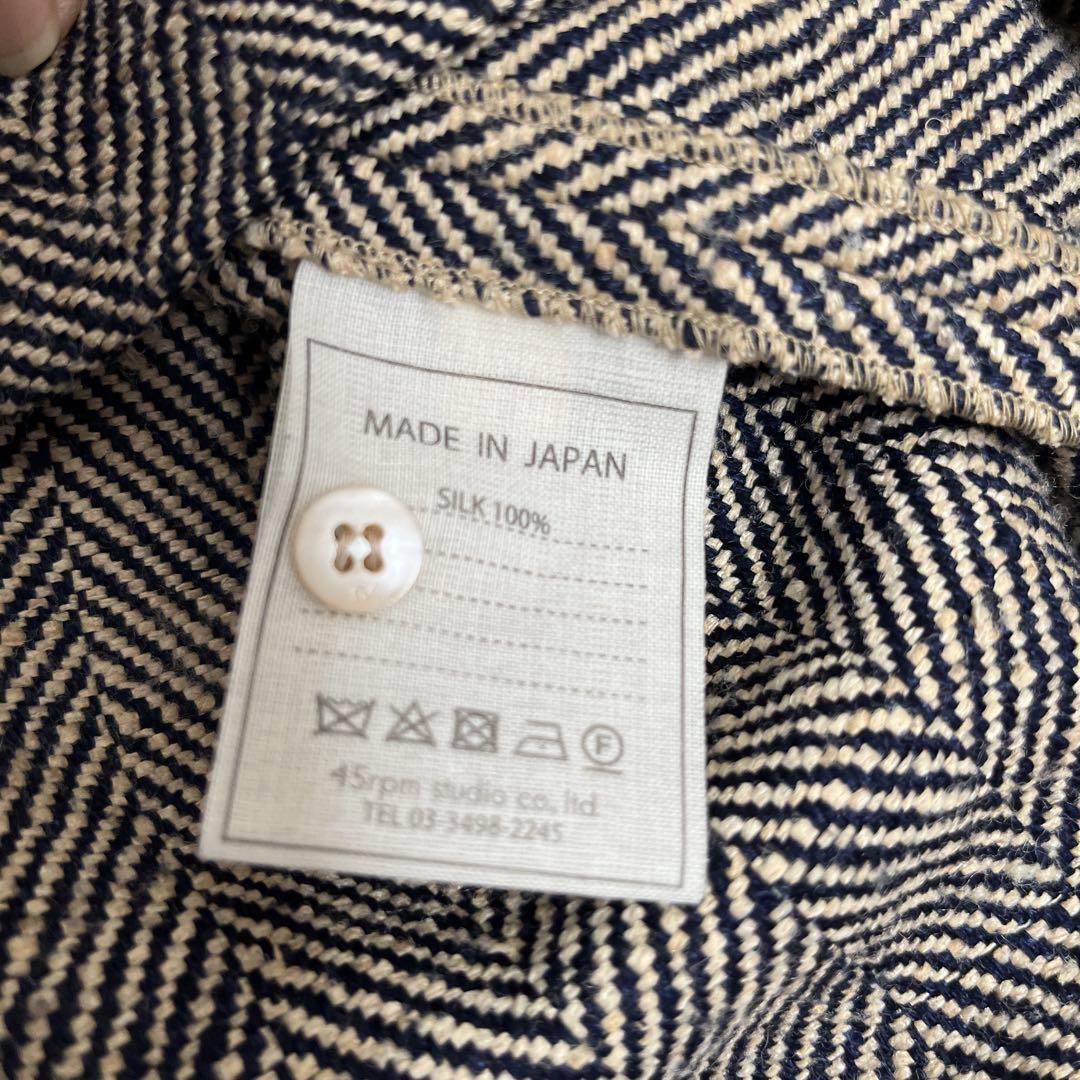 MADE IN JAPAN
SILK 100%
F
45rpm studio co., ltd.
TEL 03-3498-2245